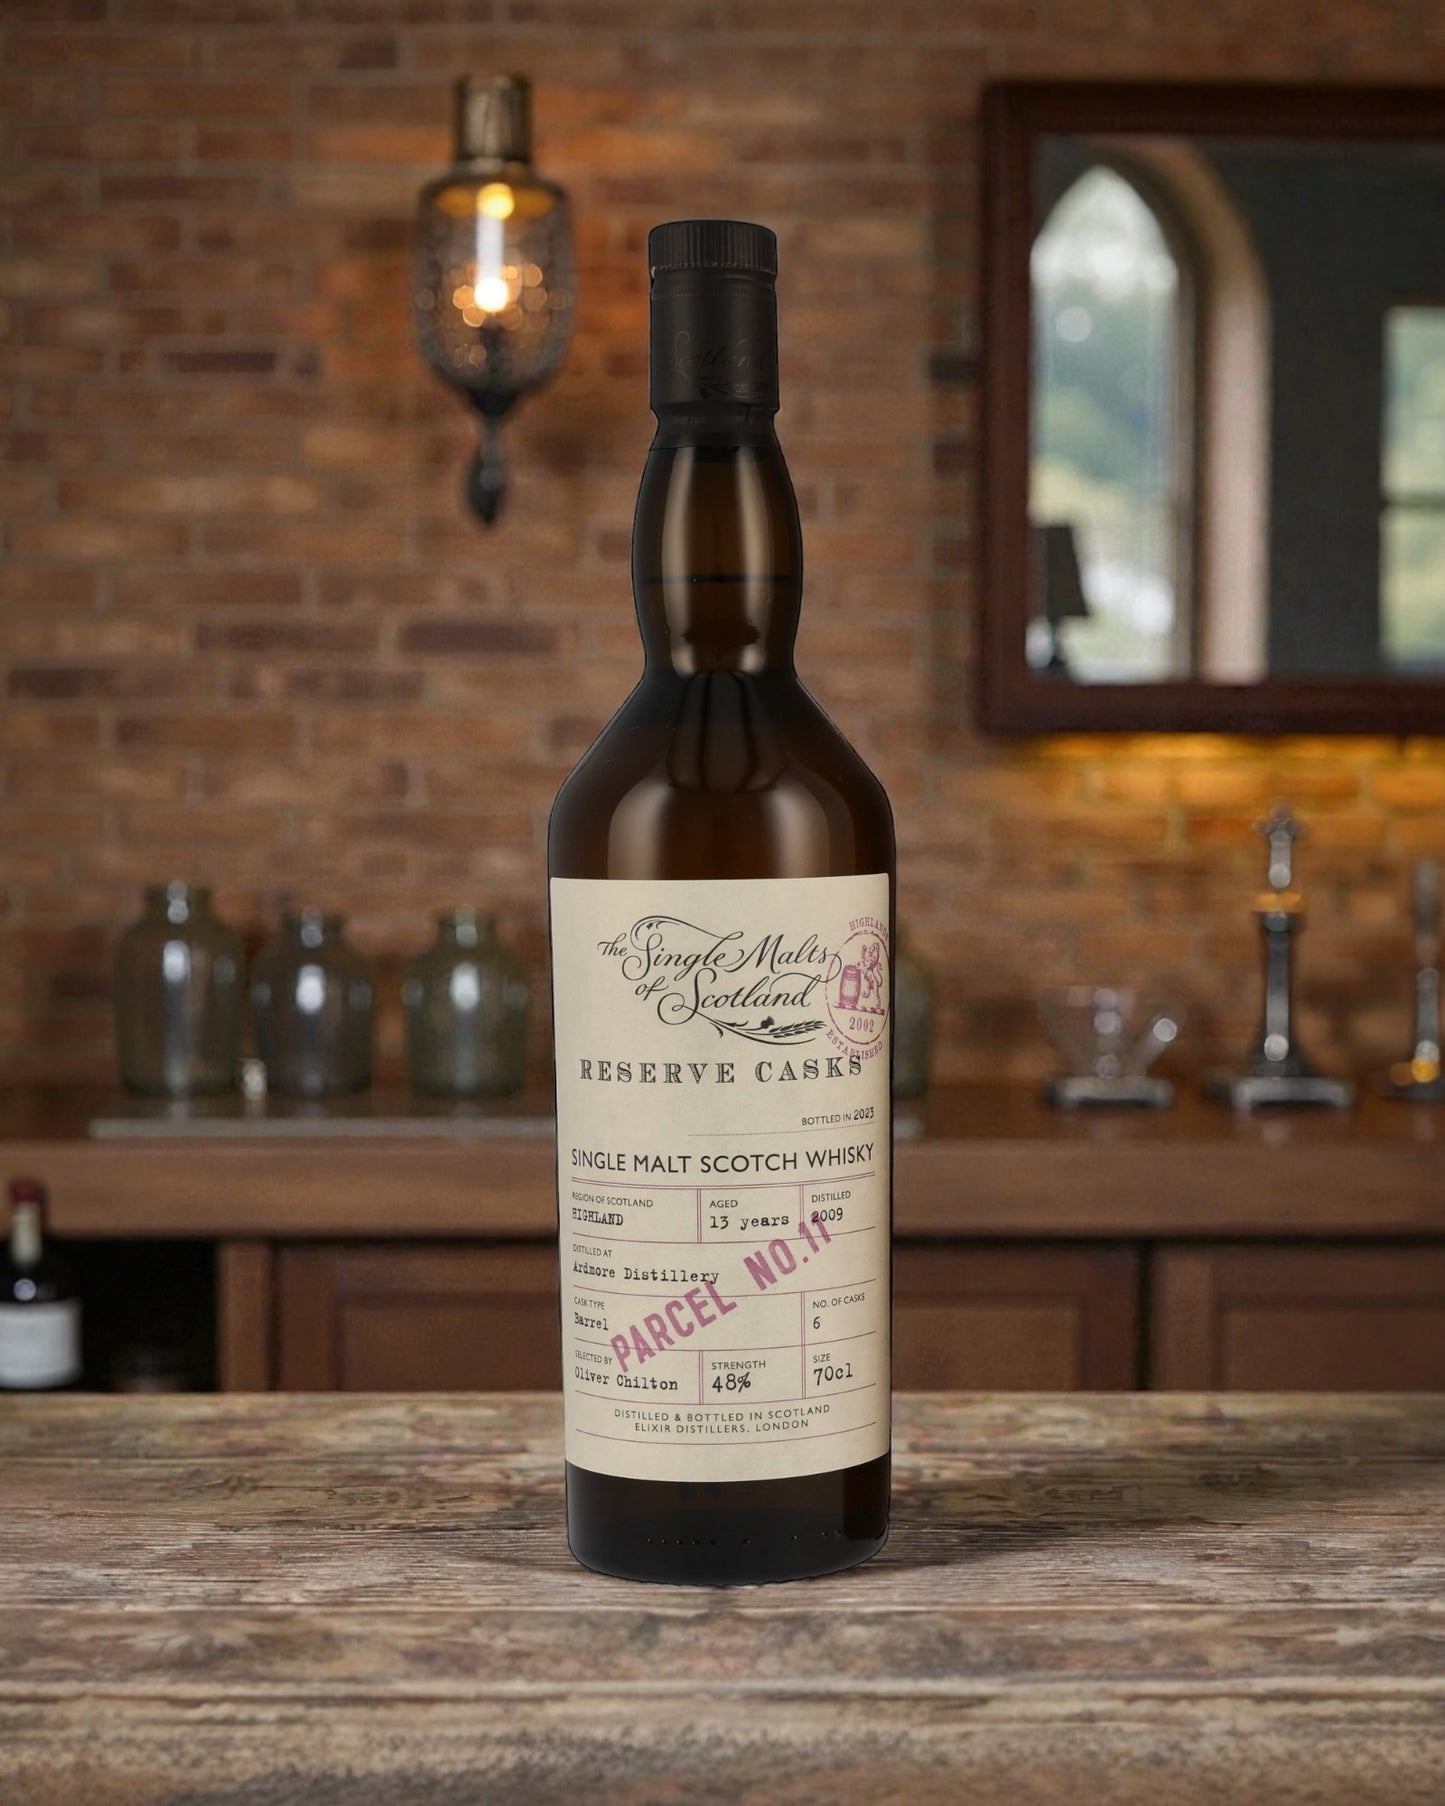 Scotland
The Single Malts
of Scotland
HIGHLANDS
2002
ESTABLISHED
RESERVE CASKS
BOTTLED IN 2023
SINGLE MALT SCOTCH WHISKY
REGION OF SCOTLAND
HIGHLAND
AGED
13 years
DISTILLED
2009
DISTILLED AT
Ardmore Distillery
PARCEL NO.11
CASK TYPE
Barrel
NO. OF CASKS
6
SELECTED BY
Oliver Chilton
STRENGTH
48%
SIZE
70cl
DISTILLED & BOTTLED IN SCOTLAND
ELIXIR DISTILLERS. LONDON